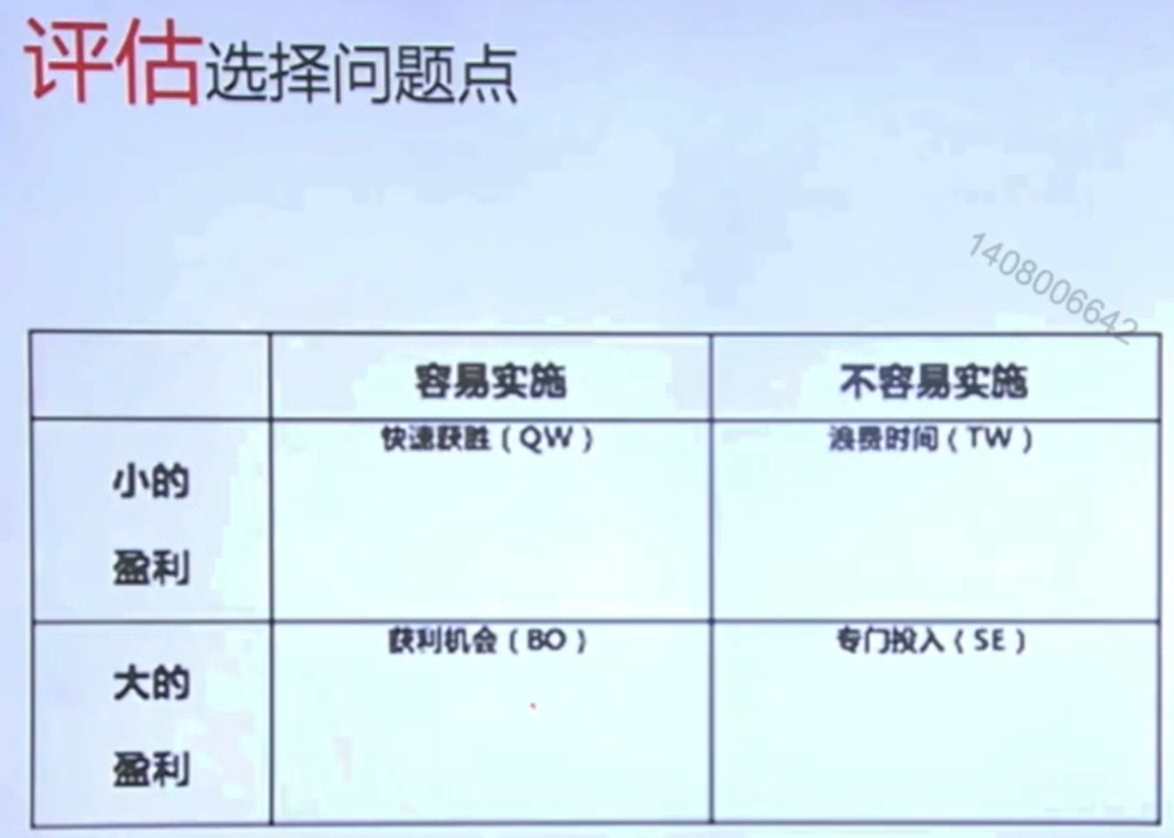 评估选择问题点
1408006642
容易实施 不容易实施
快速获胜（QW） 浪费时间（TW）
小的
盈利
获利机会（BO） 专门投入（SE）
大的
盈利